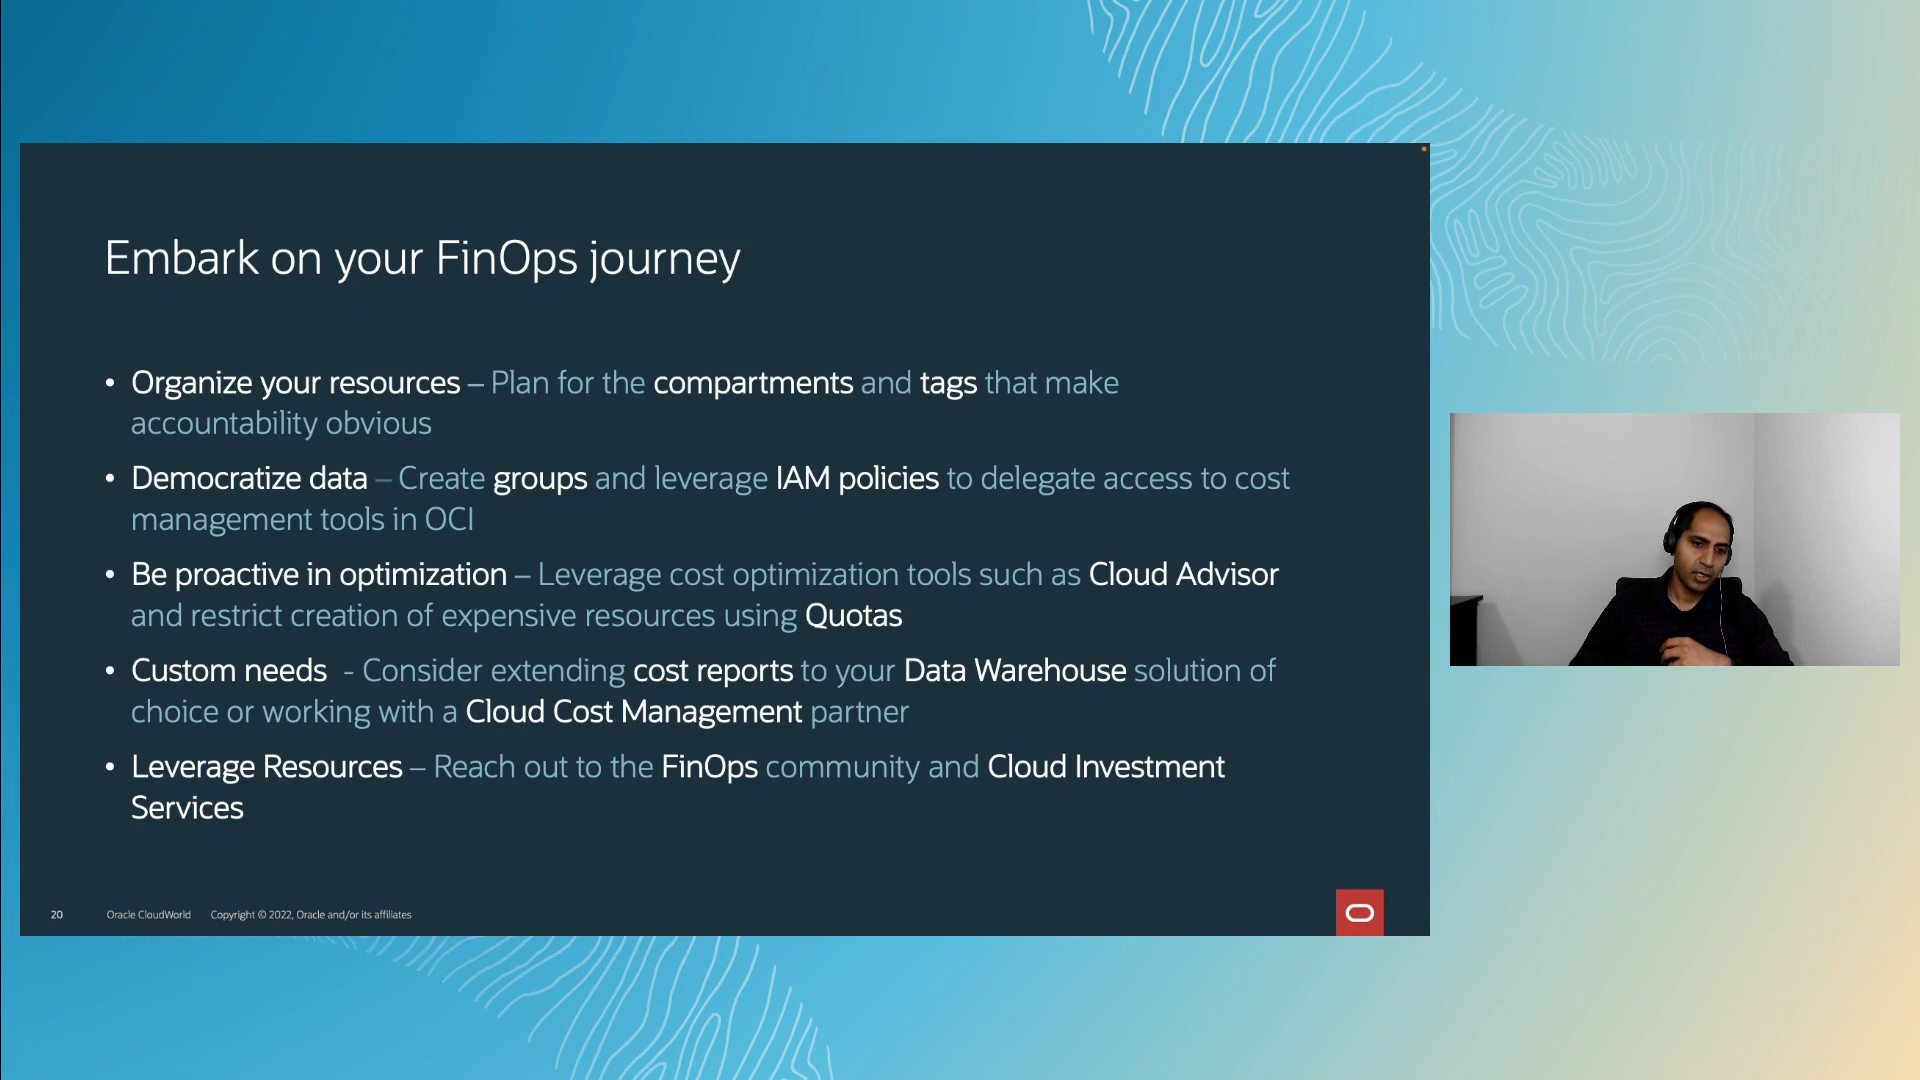 Embark on your FinOps journey
• Organize your resources – Plan for the compartments and tags that make
accountability obvious
• Democratize data – Create groups and leverage IAM policies to delegate access to cost
management tools in OCI
• Be proactive in optimization – Leverage cost optimization tools such as Cloud Advisor
and restrict creation of expensive resources using Quotas
• Custom needs - Consider extending cost reports to your Data Warehouse solution of
choice or working with a Cloud Cost Management partner
• Leverage Resources – Reach out to the FinOps community and Cloud Investment
Services
20 Oracle CloudWorld Copyright © 2022, Oracle and/or its affiliates